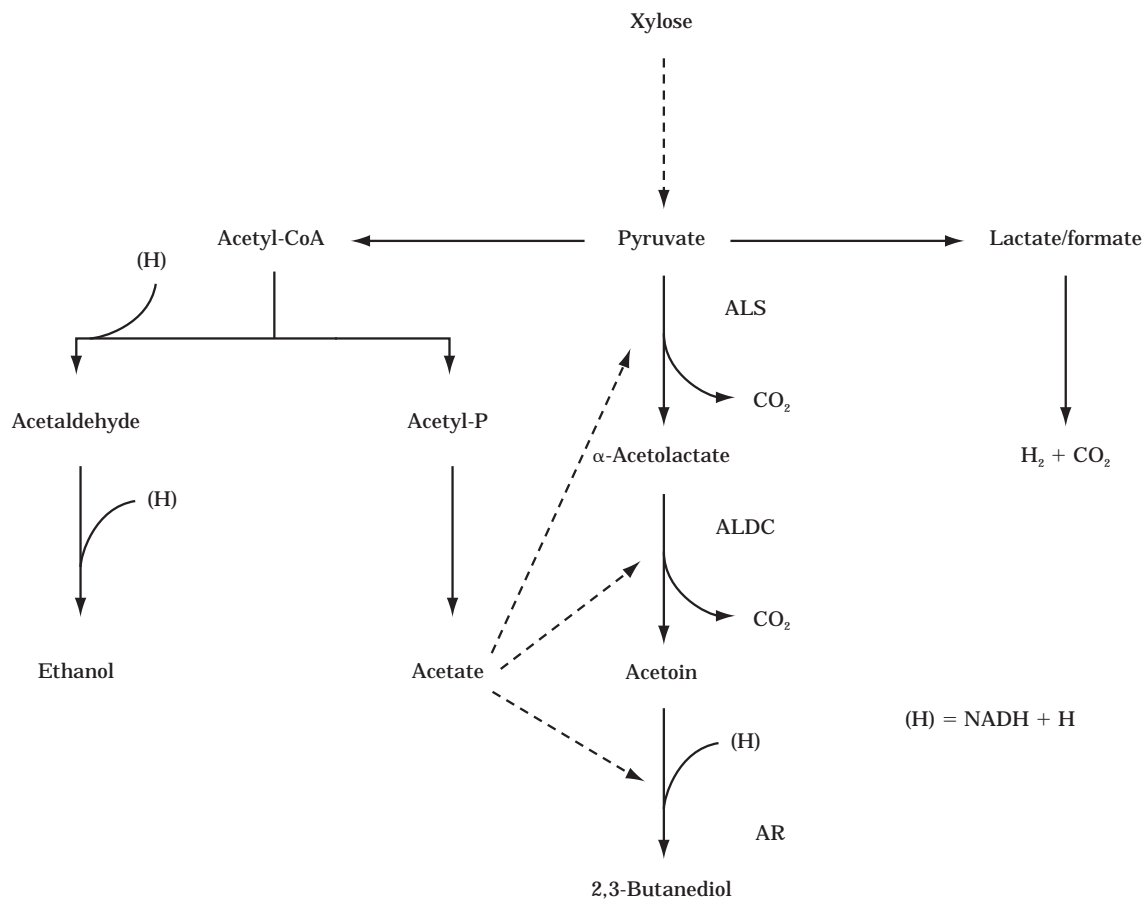 Xylose
Acetyl-CoA
Pyruvate
Lactate/formate
(H)
ALS
CO₂
Acetaldehyde
Acetyl-P
α-Acetolactate
H₂ + CO₂
(H)
ALDC
CO₂
Ethanol
Acetate
Acetoin
(H) = NADH + H
(H)
AR
2,3-Butanediol